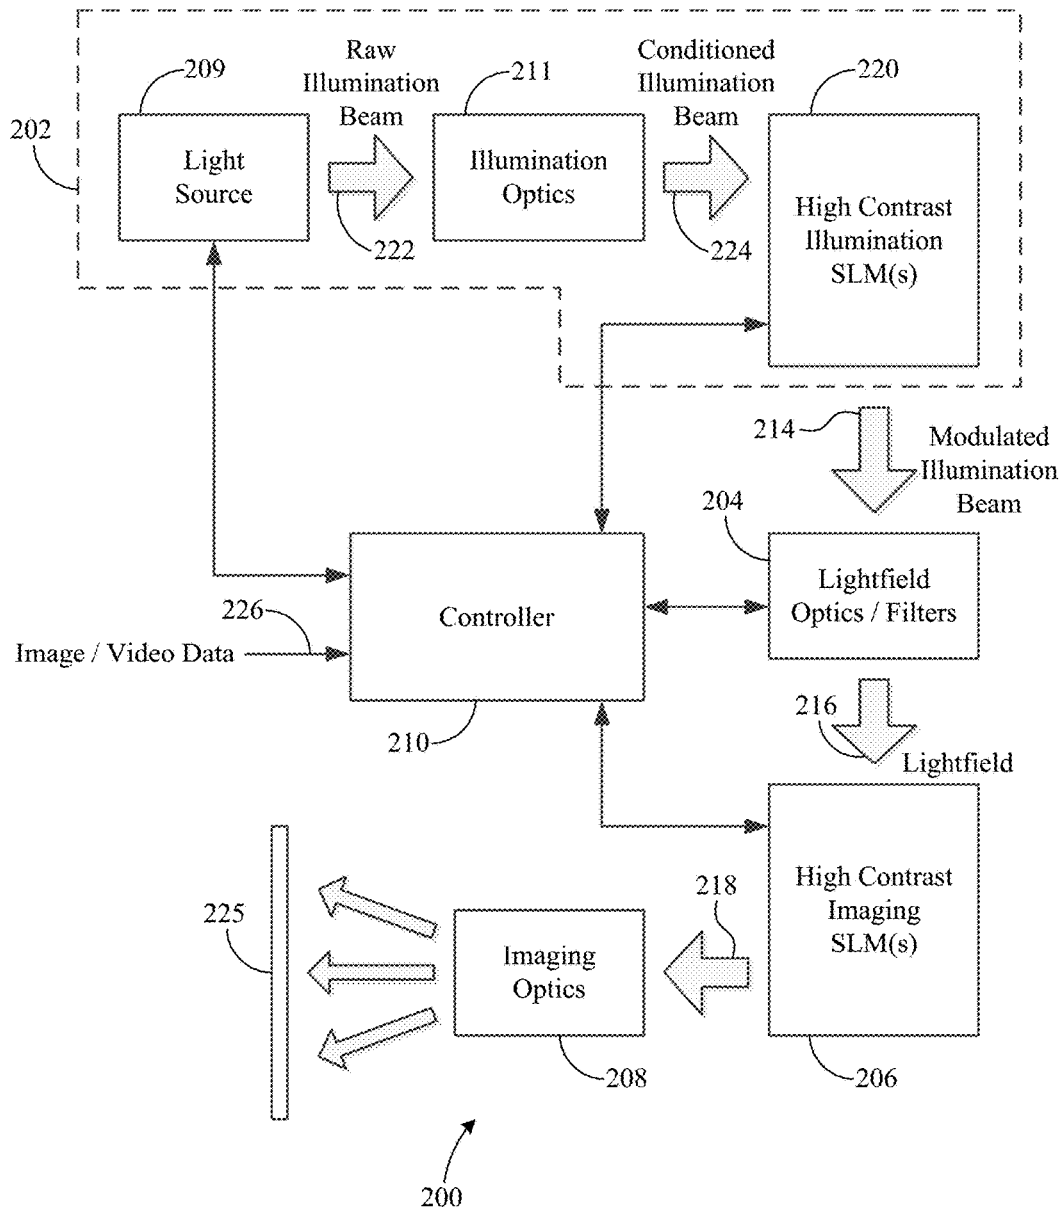 209
Raw
Illumination
Beam
211
Conditioned
Illumination
Beam
220
202
Light
Source
Illumination
Optics
High Contrast
Illumination
SLM(s)
222
224
214
Modulated
Illumination
Beam
204
Controller
Lightfield
Optics / Filters
226
Image / Video Data
210
216
Lightfield
225
218
High Contrast
Imaging
SLM(s)
Imaging
Optics
208
206
200